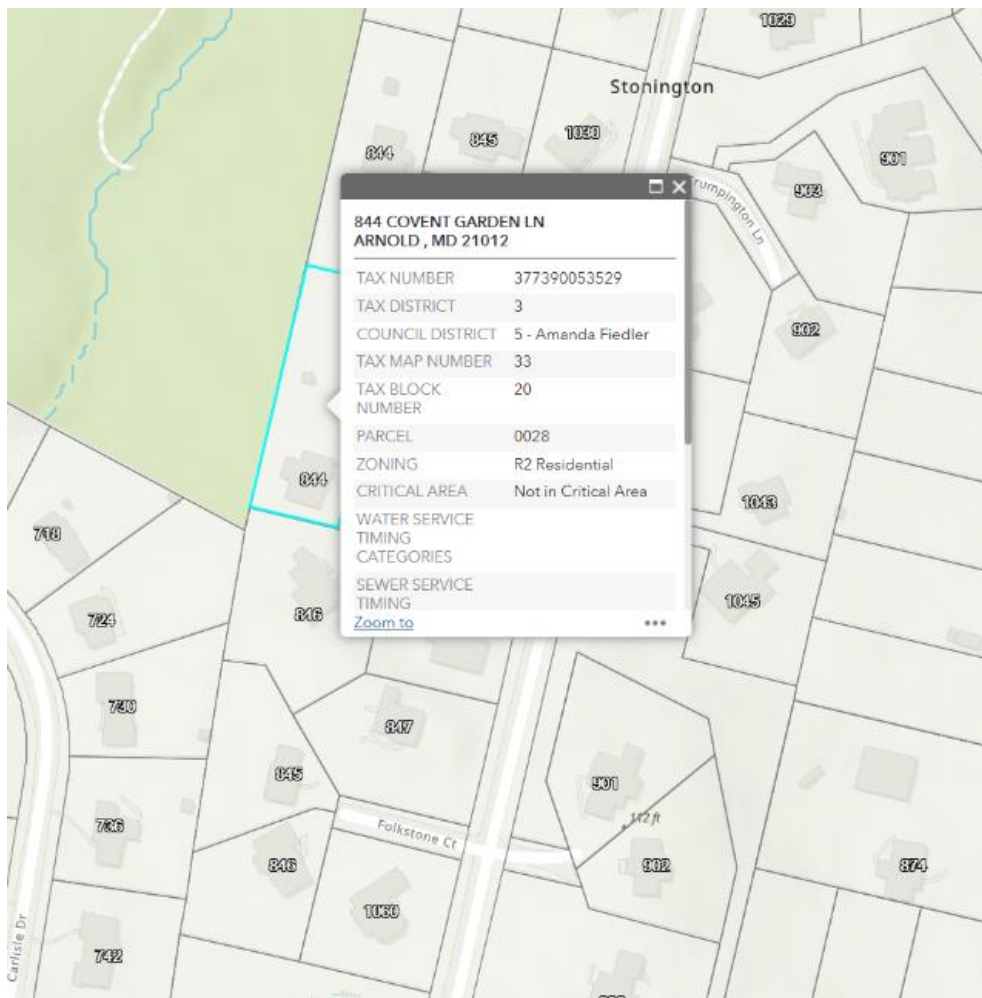 1029
Stonington
844
845
1030
901
Trumpington Ln
903
844 COVENT GARDEN LN
ARNOLD , MD 21012
TAX NUMBER 377390053529
TAX DISTRICT 3
COUNCIL DISTRICT 5 - Amanda Fiedler
TAX MAP NUMBER 33
TAX BLOCK
NUMBER 20
PARCEL 0028
ZONING R2 Residential
CRITICAL AREA Not in Critical Area
WATER SERVICE
TIMING
CATEGORIES
SEWER SERVICE
TIMING
Zoom to
902
844
1043
718
724
846
1045
730
847
845
901
736
Folkstone Ct
112 ft
846
902
874
1060
Carlisle Dr
742